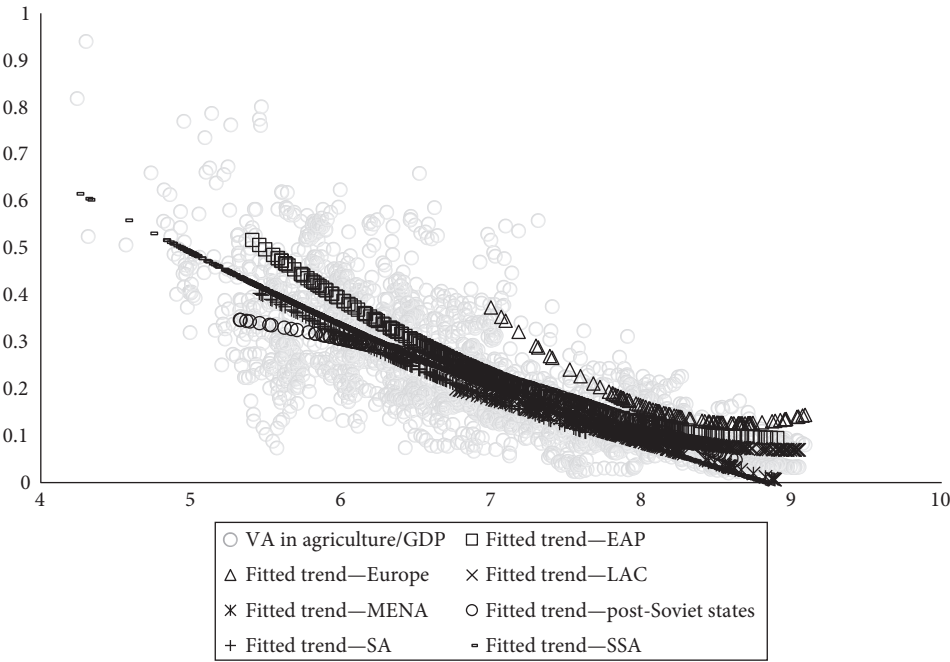 1
0.9
0.8
0.7
0.6
0.5
0.4
0.3
0.2
0.1
0
4 5 6 7 8 9 10
VA in agriculture/GDP Fitted trend—EAP
Fitted trend—Europe Fitted trend—LAC
Fitted trend—MENA Fitted trend—post-Soviet states
Fitted trend—SA Fitted trend—SSA